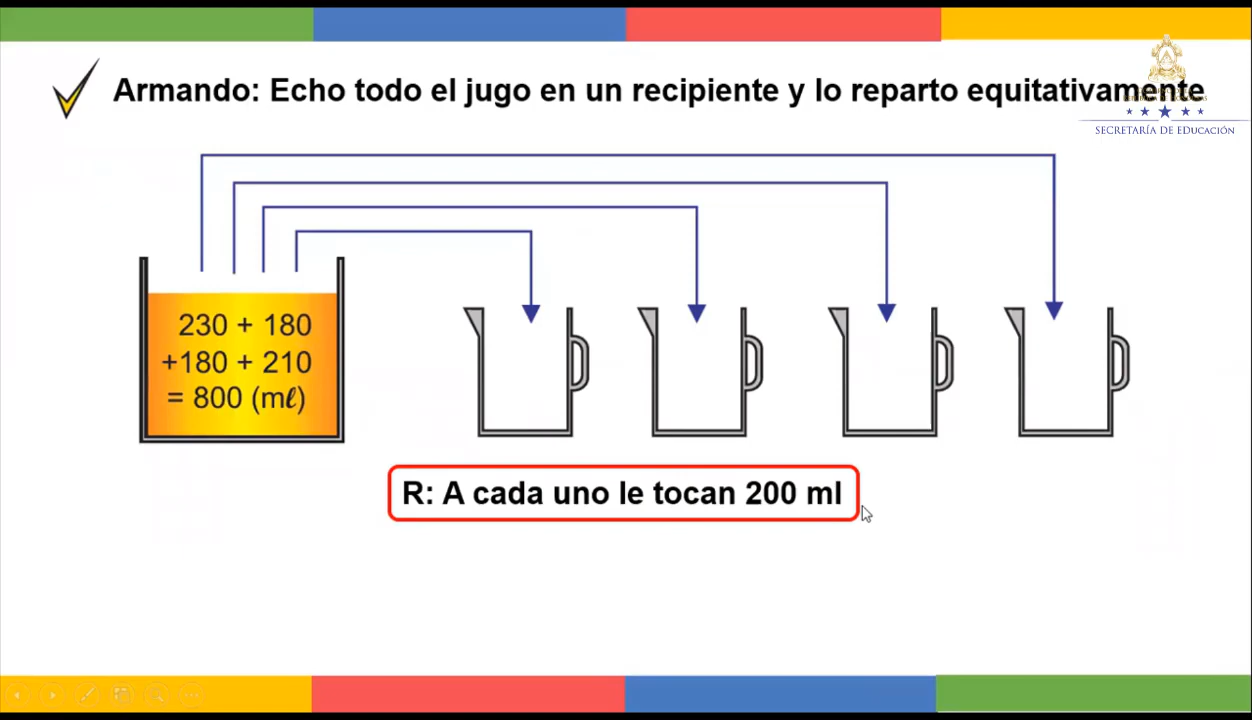 Armando: Echo todo el jugo en un recipiente y lo reparto equitativamente
SECRETARÍA DE EDUCACIÓN
230 + 180
+180 + 210
= 800 (mℓ)
R: A cada uno le tocan 200 ml